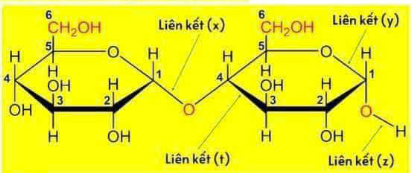 6 6
CH₂OH Liên kết (x) CH₂OH Liên kết (y)
5 O 5 O
H H H H
4 H 1 4 H 1
OH H OH H
OH 3 2 O 3 2 O
H OH H OH H
Liên kết (t) Liên kết (z)